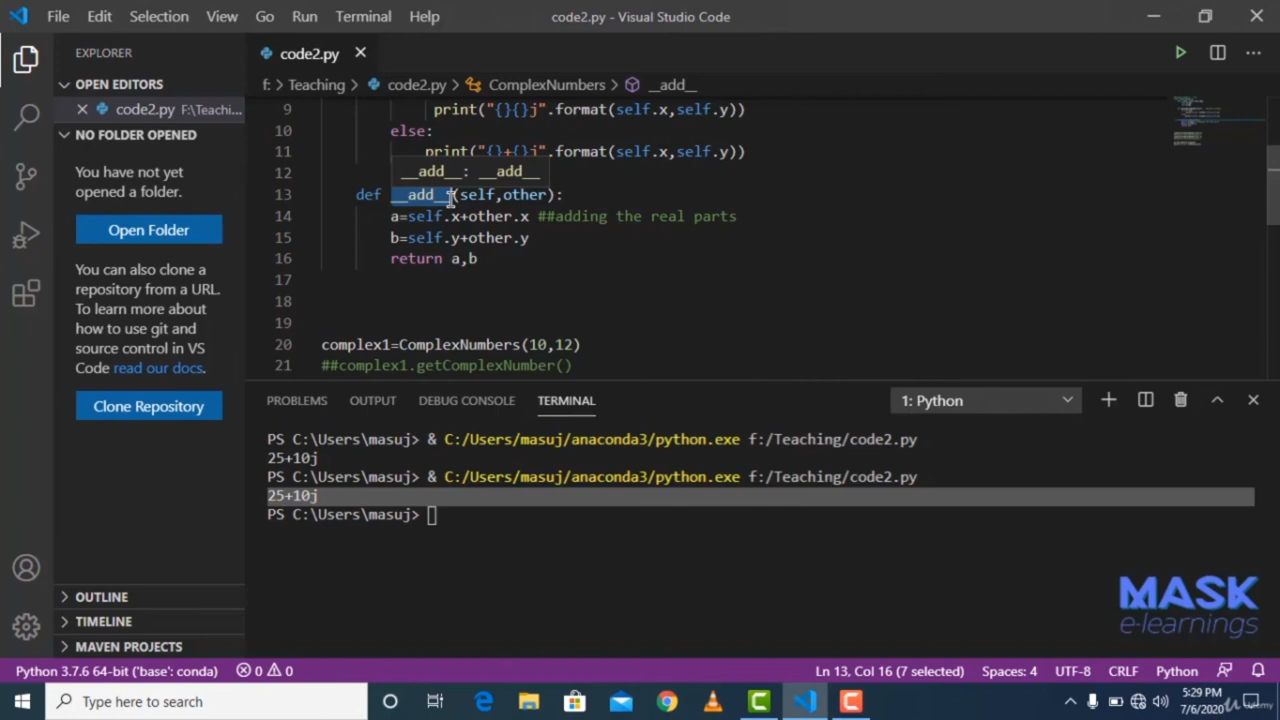 File Edit Selection View Go Run Terminal Help
code2.py - Visual Studio Code
EXPLORER
OPEN EDITORS
code2.py F:\Teaching...
NO FOLDER OPENED
You have not yet
opened a folder.
Open Folder
You can also clone a
repository from a URL.
To learn more about
how to use git and
source control in VS
Code read our docs.
Clone Repository
OUTLINE
TIMELINE
MAVEN PROJECTS
code2.py
f: > Teaching > code2.py > ComplexNumbers > __add__
9 print("{}{}j".format(self.x,self.y))
10 else:
11 print("{}+{}j".format(self.x,self.y))
12
__add__: __add__
13 def __add__(self,other):
14 a=self.x+other.x ##adding the real parts
15 b=self.y+other.y
16 return a,b
17
18
19
20 complex1=ComplexNumbers(10,12)
21 ##complex1.getComplexNumber()
PROBLEMS OUTPUT DEBUG CONSOLE TERMINAL
1: Python
PS C:\Users\masuj> & C:/Users/masuj/anaconda3/python.exe f:/Teaching/code2.py
25+10j
PS C:\Users\masuj> & C:/Users/masuj/anaconda3/python.exe f:/Teaching/code2.py
25+10j
PS C:\Users\masuj>
MASK
e-learnings
Python 3.7.6 64-bit ('base': conda) 0 0 Ln 13, Col 16 (7 selected) Spaces: 4 UTF-8 CRLF Python
Type here to search
5:29 PM
7/6/2020
Udemy